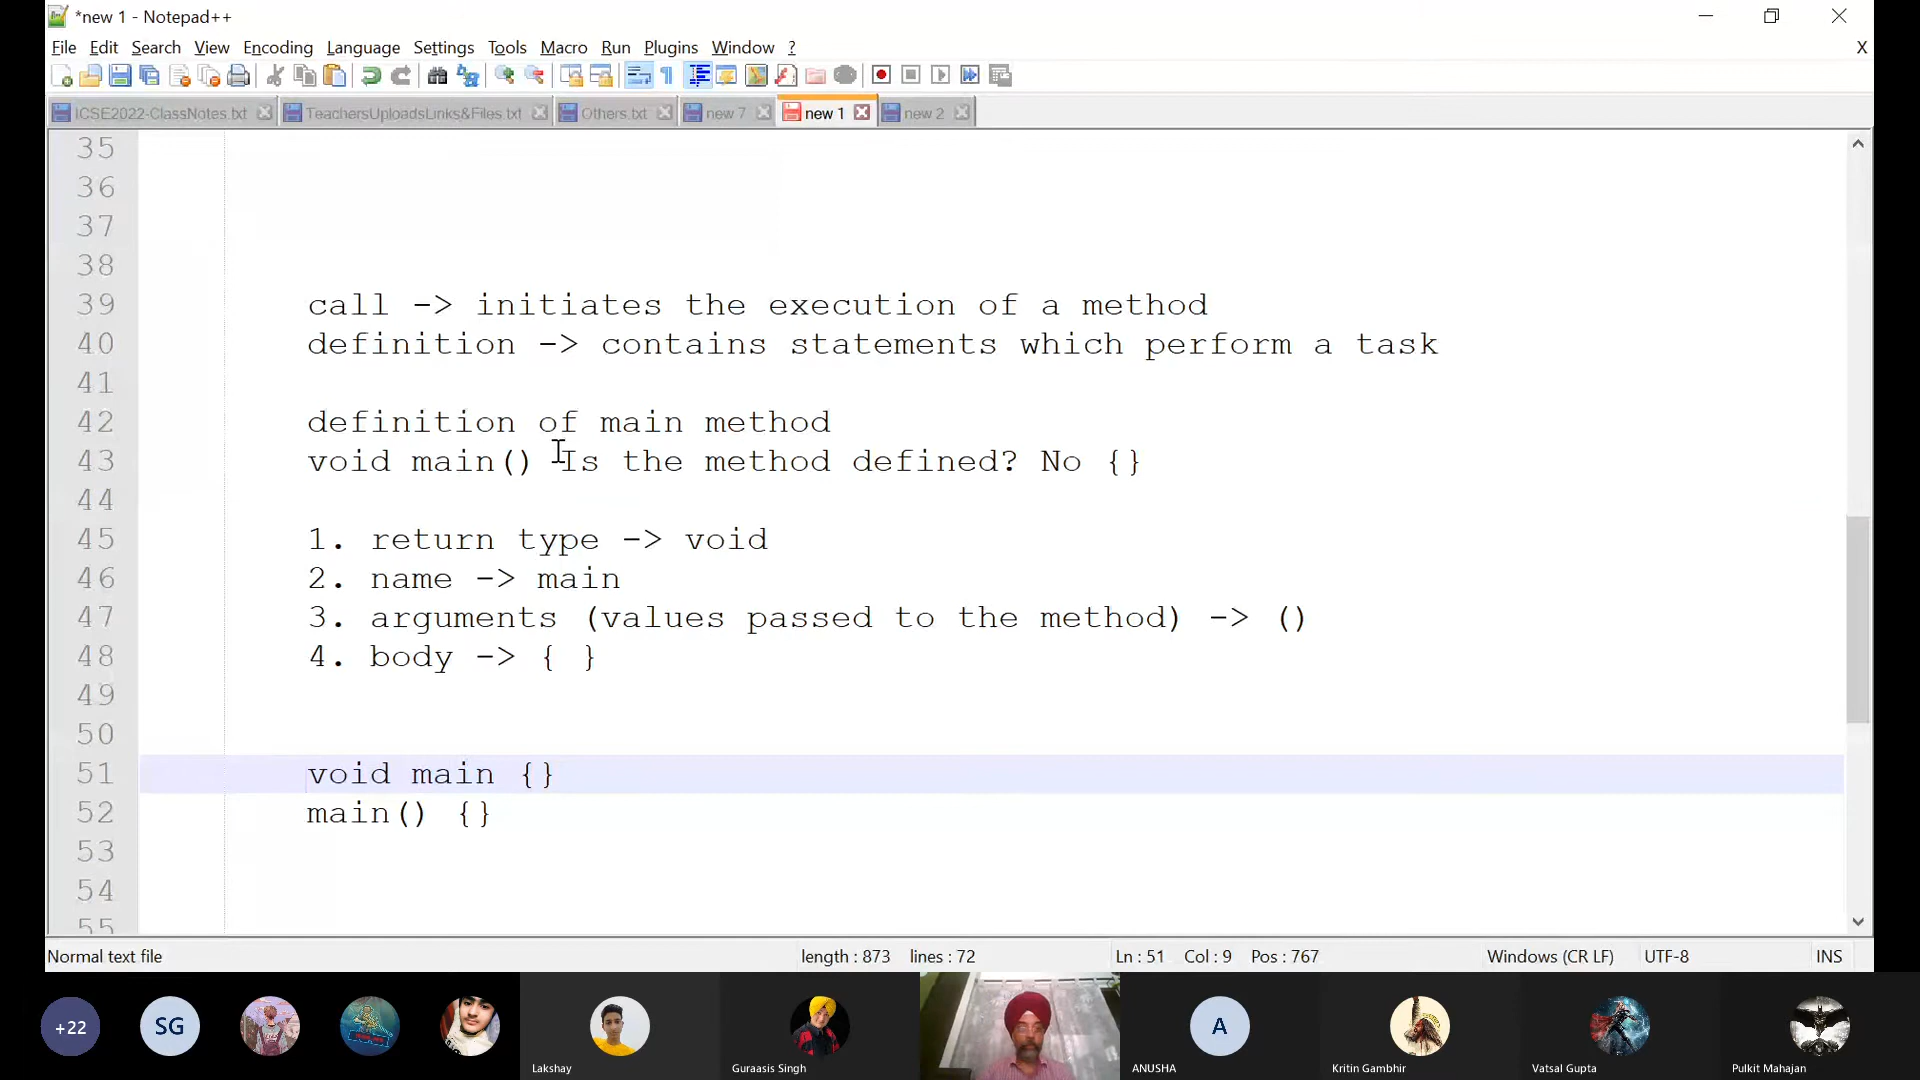 *new 1 - Notepad++
File Edit Search View Encoding Language Settings Tools Macro Run Plugins Window ? X
ICSE2022-ClassNotes.txt TeachersUploadsLinks&Files.txt Others.txt new 7 new 1 new 2
35
36
37
38
39 call -> initiates the execution of a method
40 definition -> contains statements which perform a task
41
42 definition of main method
43 void main() Is the method defined? No {}
44
45 1. return type -> void
46 2. name -> main
47 3. arguments (values passed to the method) -> ()
48 4. body -> { }
49
50
51 void main {}
52 main() {}
53
54
55
Normal text file length : 873 lines : 72 Ln : 51 Col : 9 Pos : 767 Windows (CR LF) UTF-8 INS
+22 SG A
Lakshay Guraasis Singh ANUSHA Kritin Gambhir Vatsal Gupta Pulkit Mahajan